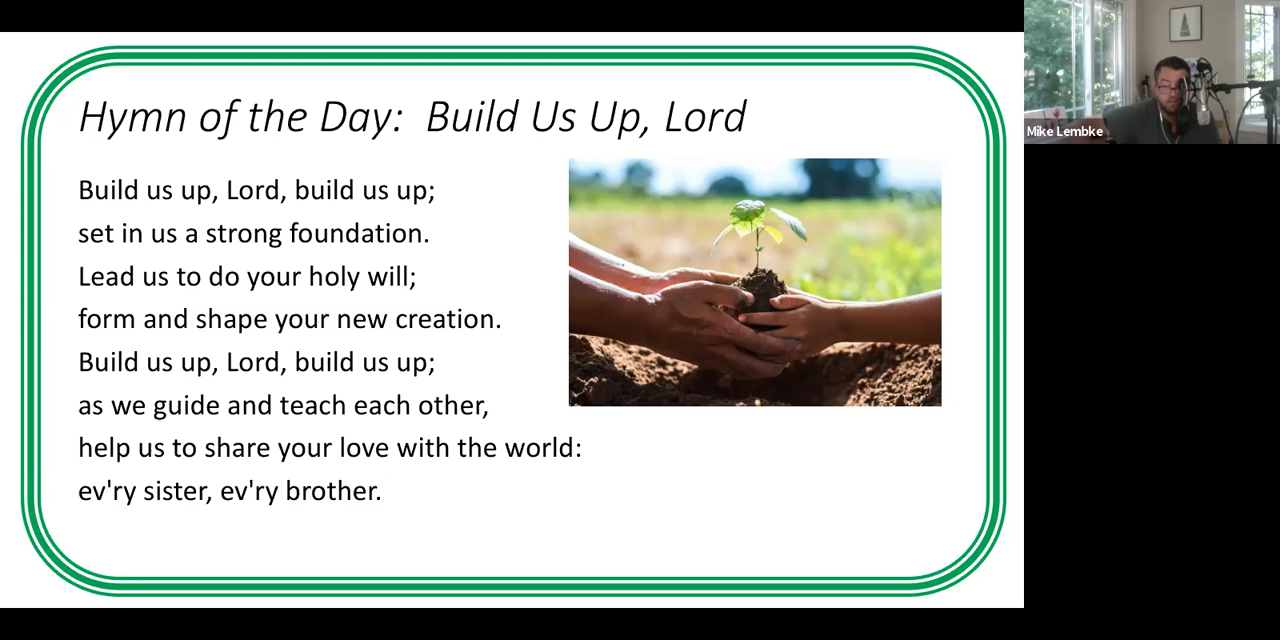 Hymn of the Day:  Build Us Up, Lord
Build us up, Lord, build us up;
set in us a strong foundation.
Lead us to do your holy will;
form and shape your new creation.
Build us up, Lord, build us up;
as we guide and teach each other,
help us to share your love with the world:
ev'ry sister, ev'ry brother.
Mike Lembke